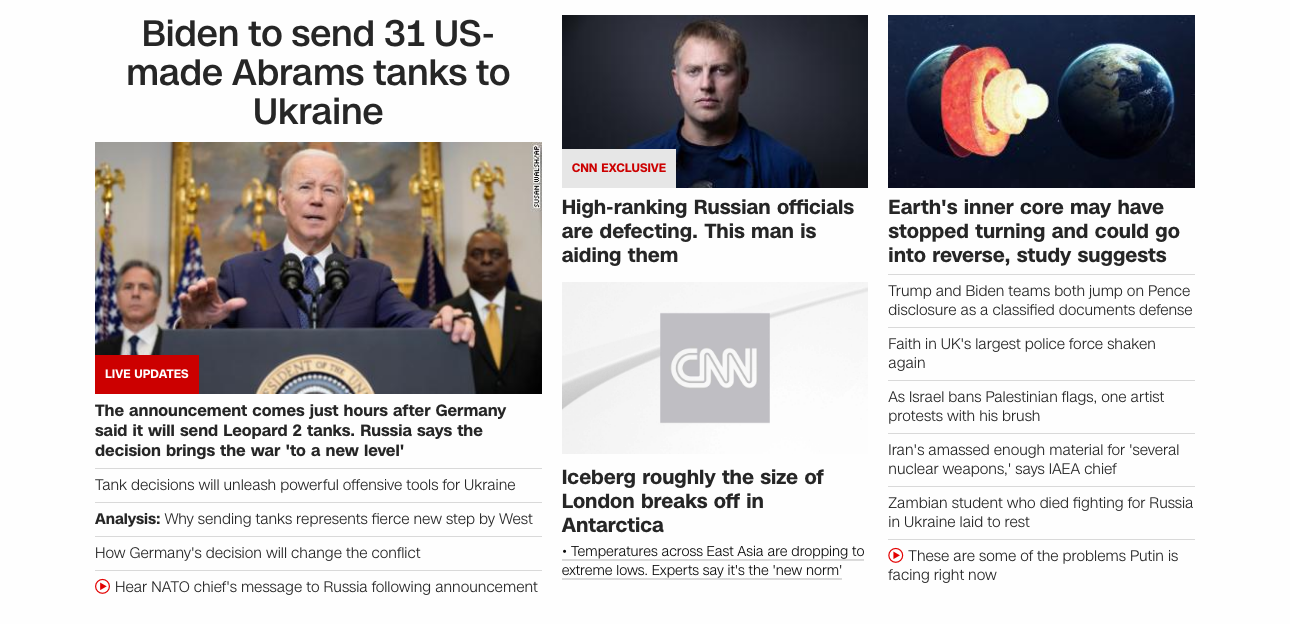 Biden to send 31 US-
made Abrams tanks to
Ukraine
SUSAN WALSH/AP
LIVE UPDATES
The announcement comes just hours after Germany
said it will send Leopard 2 tanks. Russia says the
decision brings the war 'to a new level'
Tank decisions will unleash powerful offensive tools for Ukraine
Analysis: Why sending tanks represents fierce new step by West
How Germany's decision will change the conflict
Hear NATO chief's message to Russia following announcement
CNN EXCLUSIVE
High-ranking Russian officials
are defecting. This man is
aiding them
CNN
Iceberg roughly the size of
London breaks off in
Antarctica
• Temperatures across East Asia are dropping to
extreme lows. Experts say it's the 'new norm'
Earth's inner core may have
stopped turning and could go
into reverse, study suggests
Trump and Biden teams both jump on Pence
disclosure as a classified documents defense
Faith in UK's largest police force shaken
again
As Israel bans Palestinian flags, one artist
protests with his brush
Iran's amassed enough material for 'several
nuclear weapons,' says IAEA chief
Zambian student who died fighting for Russia
in Ukraine laid to rest
These are some of the problems Putin is
facing right now